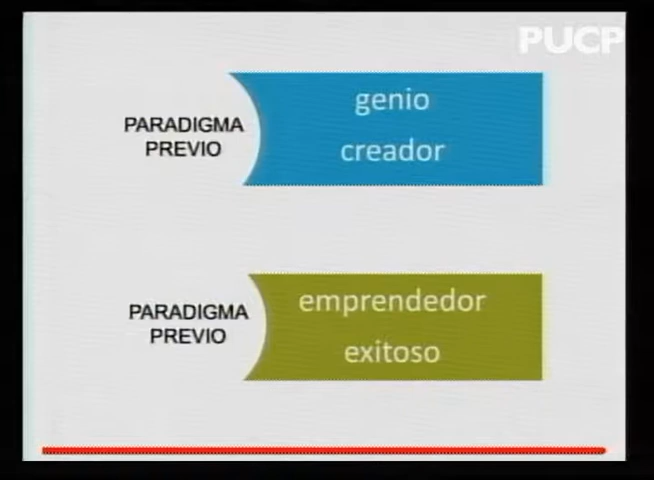 PUCP
PARADIGMA
PREVIO
genio
creador
PARADIGMA
PREVIO
emprendedor
exitoso